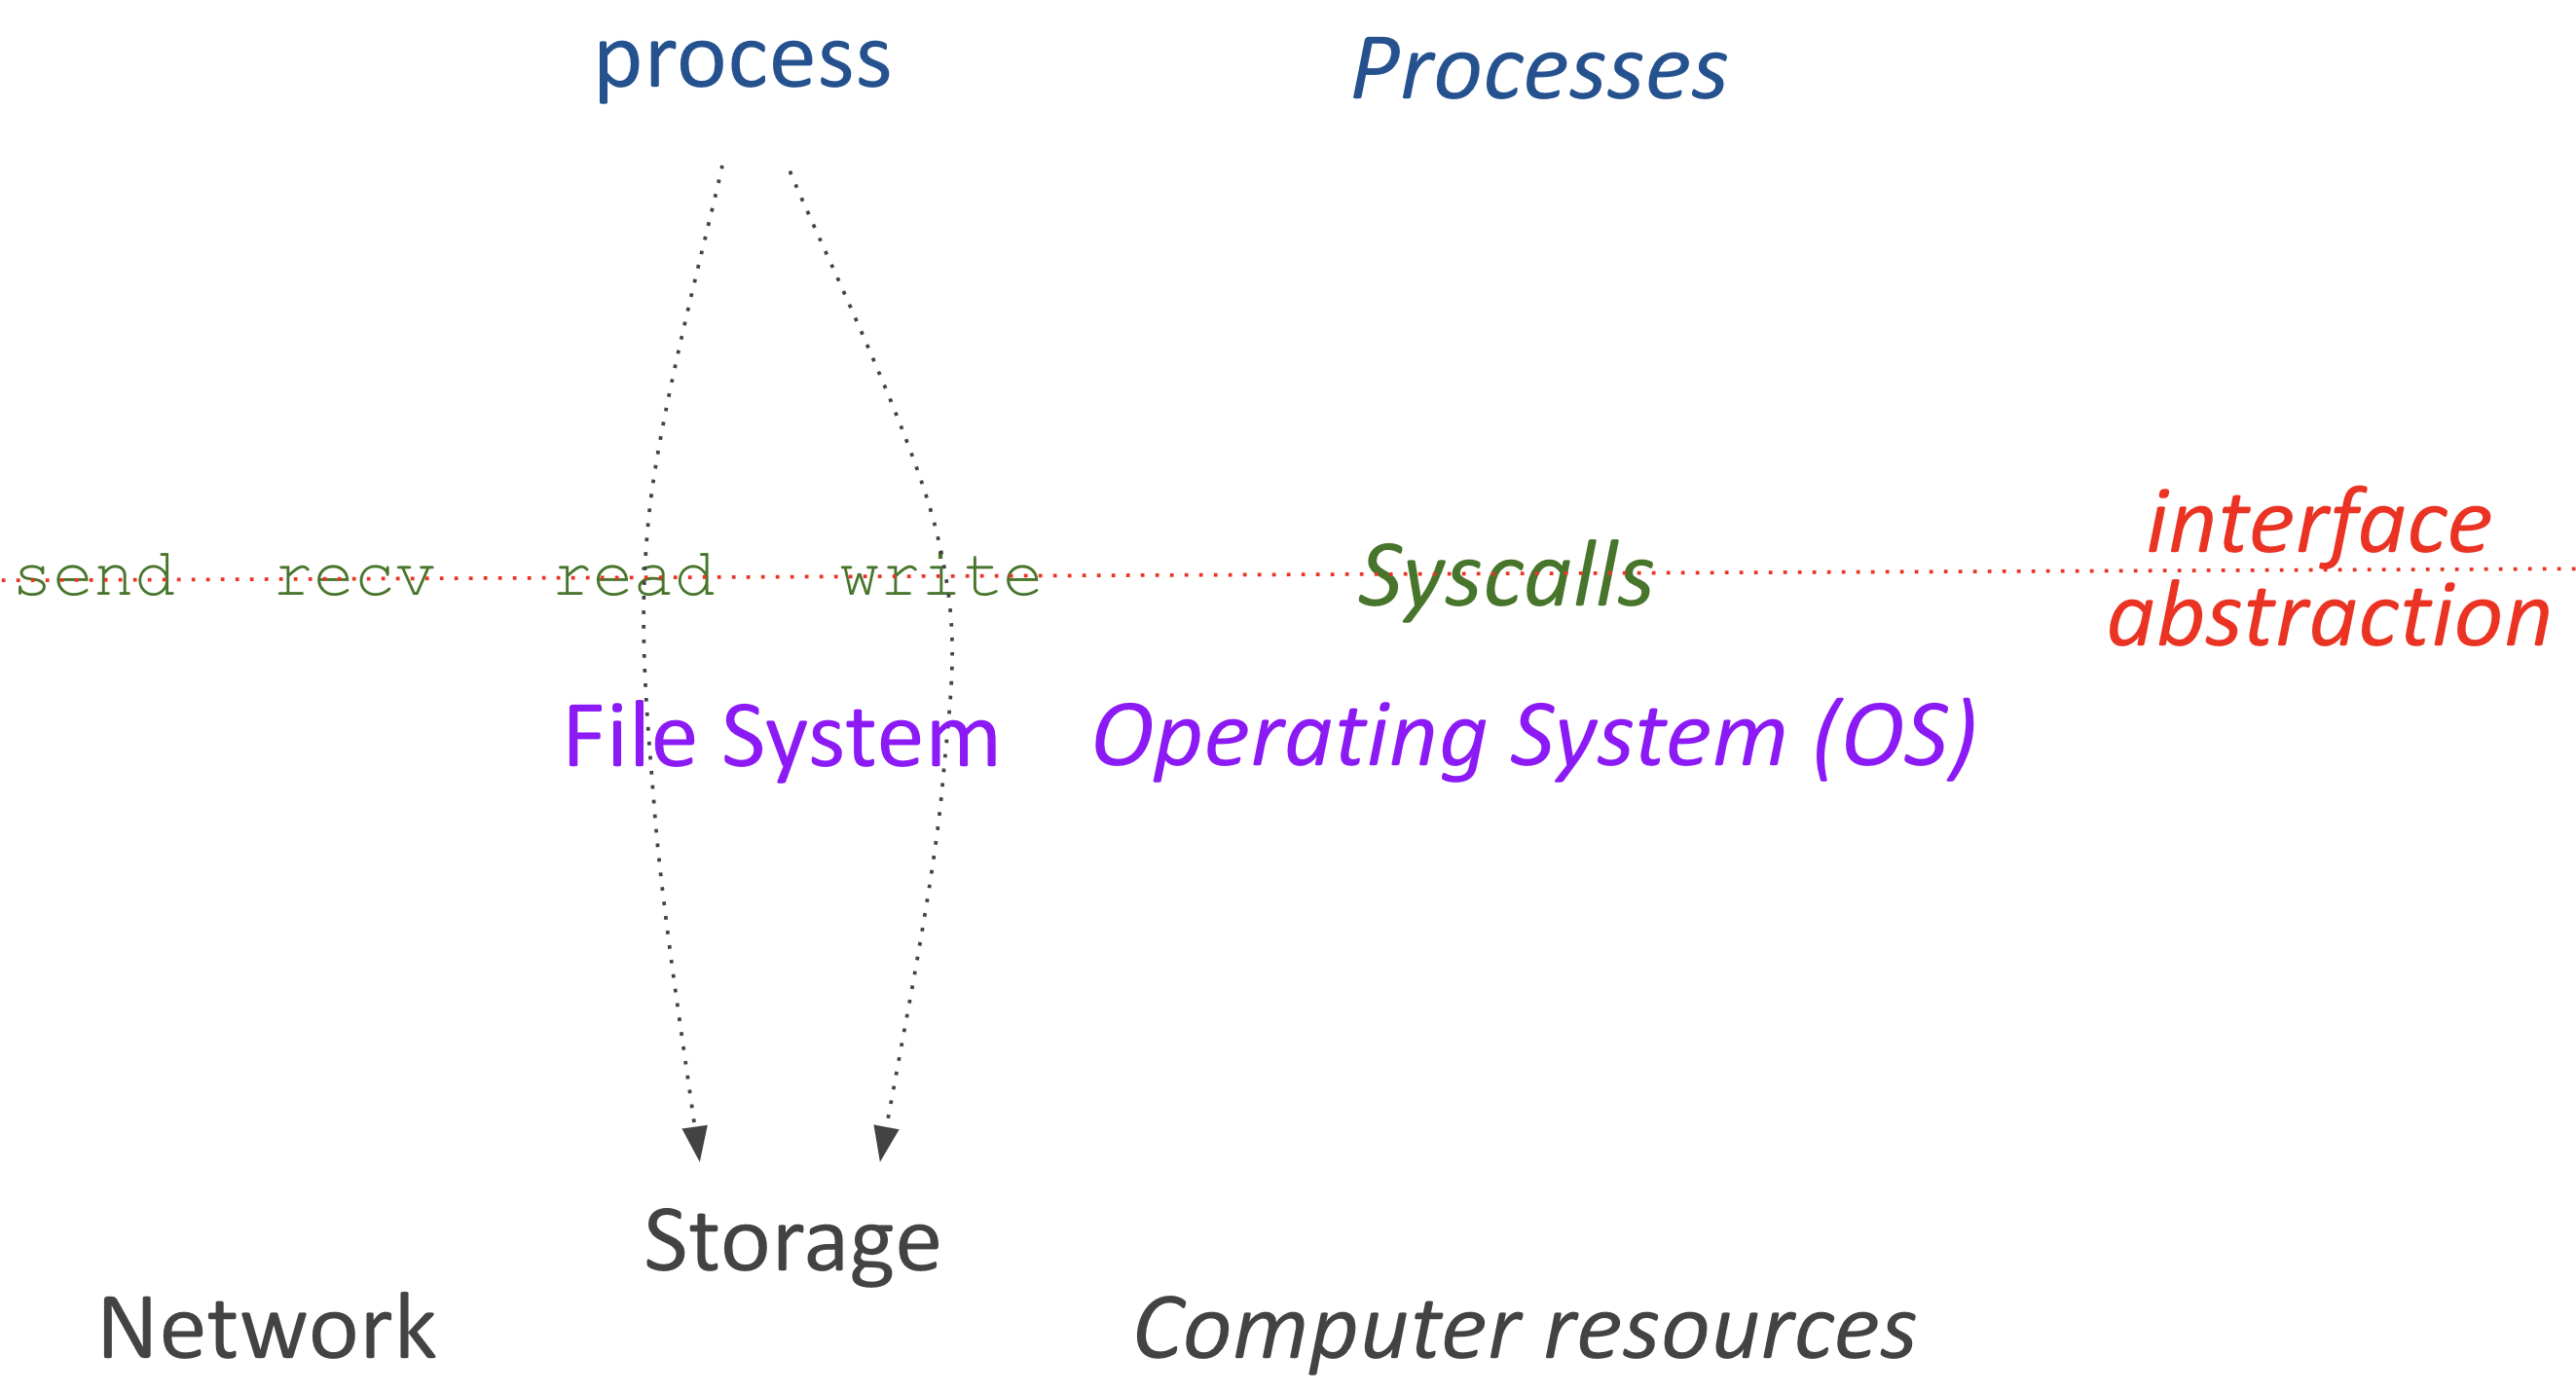 process Processes
send recv read write Syscalls interface
abstraction
File System Operating System (OS)
Storage
Network Computer resources